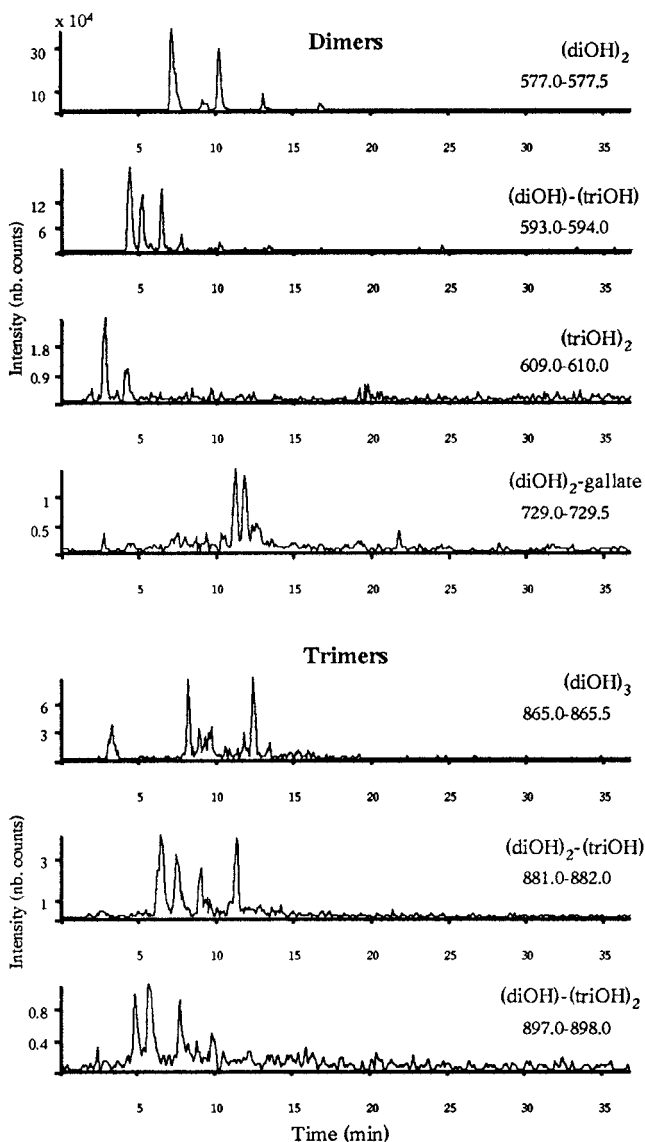 x 10⁴
Dimers
(diOH)₂
577.0-577.5
30
10
5 10 15 20 25 30 35
(diOH)-(triOH)
593.0-594.0
12
6
5 10 15 20 25 30 35
Intensity (nb. counts)
(triOH)₂
609.0-610.0
1.8
0.9
5 10 15 20 25 30 35
(diOH)₂-gallate
729.0-729.5
1
0.5
5 10 15 20 25 30 35
Trimers
(diOH)₃
865.0-865.5
6
3
5 10 15 20 25 30 35
Intensity (nb. counts)
(diOH)₂-(triOH)
881.0-882.0
3
1
5 10 15 20 25 30 35
(diOH)-(triOH)₂
897.0-898.0
0.8
0.4
5 10 15 20 25 30 35
Time (min)